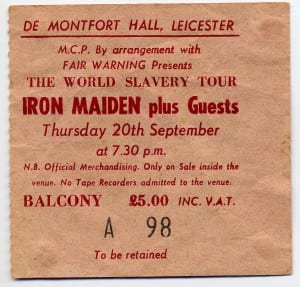 DE MONTFORT HALL, LEICESTER
M.C.P. By arrangement with
FAIR WARNING Presents
THE WORLD SLAVERY TOUR
IRON MAIDEN plus Guests
Thursday 20th September
at 7.30 p.m.
N.B. Official Merchandising. Only on Sale inside the
venue. No Tape Recorders admitted to the venue.
BALCONY £5.00 INC. V.A.T.
A 98
To be retained